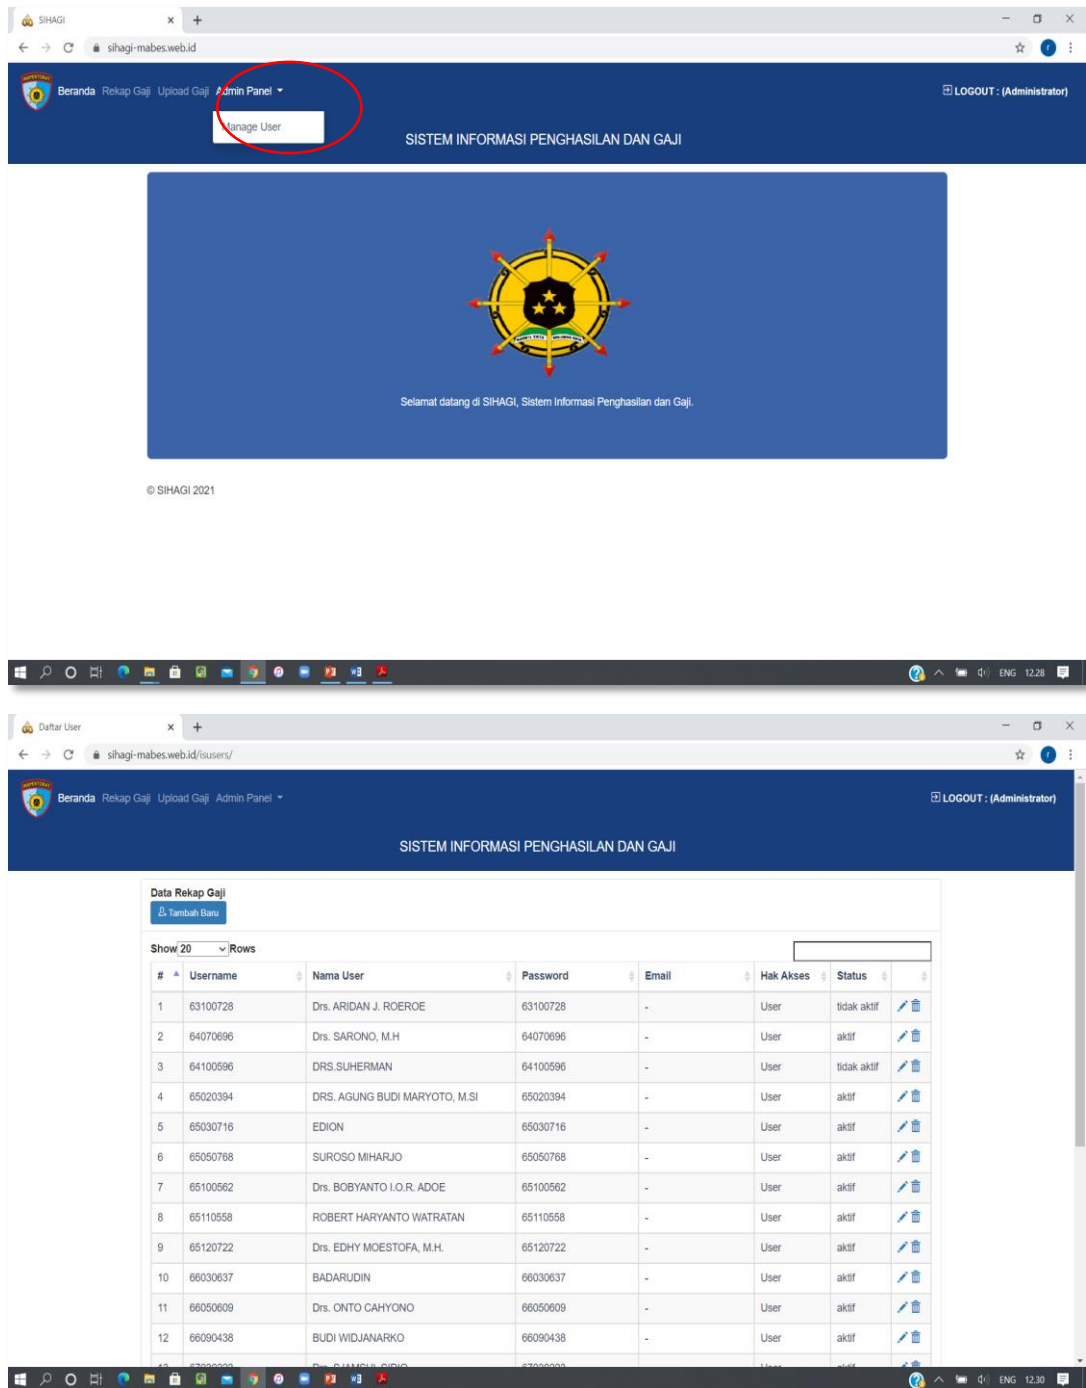 SIHAGI
sihagi-mabes.web.id
Beranda Rekap Gaji Upload Gaji Admin Panel
LOGOUT : (Administrator)
Manage User
SISTEM INFORMASI PENGHASILAN DAN GAJI
Selamat datang di SIHAGI, Sistem Informasi Penghasilan dan Gaji.
© SIHAGI 2021
ENG 12.28
Daftar User
sihagi-mabes.web.id/isusers/
INSPEKTORAT
Beranda Rekap Gaji Upload Gaji Admin Panel
LOGOUT : (Administrator)
SISTEM INFORMASI PENGHASILAN DAN GAJI
Data Rekap Gaji
Tambah Baru
Show 20 Rows
# Username Nama User Password Email Hak Akses Status
1 63100728 Drs. ARIDAN J. ROEROE 63100728 - User tidak aktif
2 64070696 Drs. SARONO, M.H 64070696 - User aktif
3 64100596 DRS.SUHERMAN 64100596 - User tidak aktif
4 65020394 DRS. AGUNG BUDI MARYOTO, M.SI 65020394 - User aktif
5 65030716 EDION 65030716 - User aktif
6 65050768 SUROSO MIHARJO 65050768 - User aktif
7 65100562 Drs. BOBYANTO I.O.R. ADOE 65100562 - User aktif
8 65110558 ROBERT HARYANTO WATRATAN 65110558 - User aktif
9 65120722 Drs. EDHY MOESTOFA, M.H. 65120722 - User aktif
10 66030637 BADARUDIN 66030637 - User aktif
11 66050609 Drs. ONTO CAHYONO 66050609 - User aktif
12 66090438 BUDI WIDJANARKO 66090438 - User aktif
ENG 12.30